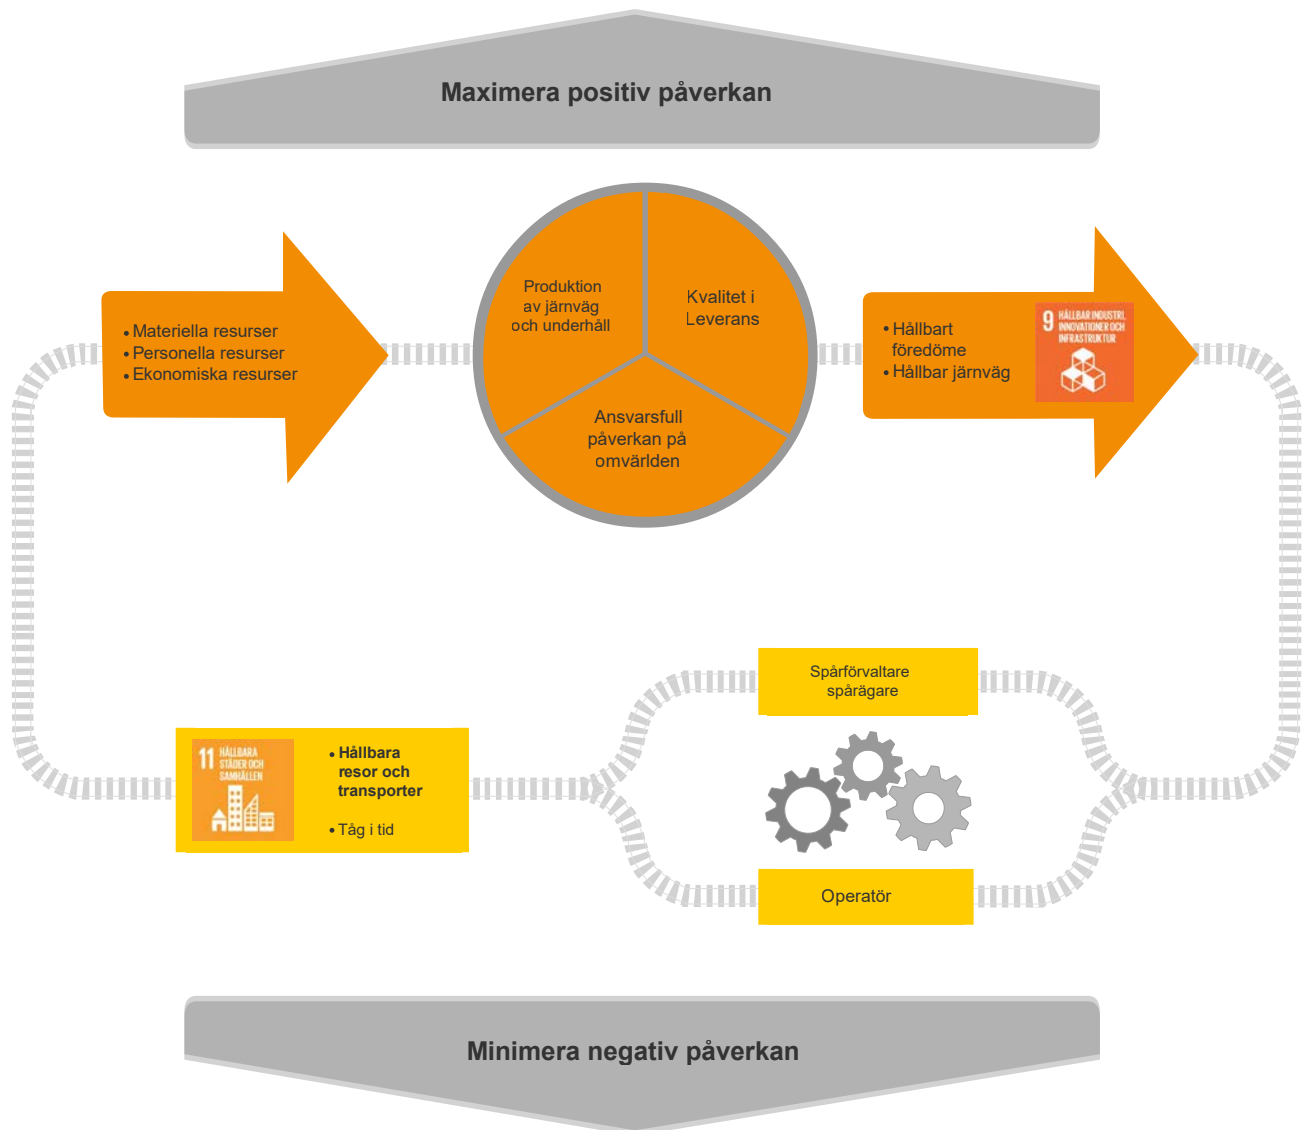 Maximera positiv påverkan
• Materiella resurser
• Personella resurser
• Ekonomiska resurser
Produktion
av järnväg
och underhåll
Kvalitet i
Leverans
Ansvarsfull
påverkan på
omvärlden
• Hållbart
föredöme
• Hållbar järnväg
9 HÅLLBAR INDUSTRI,
INNOVATIONER OCH
INFRASTRUKTUR
Spårförvaltare
spårägare
11 HÅLLBARA
STÄDER OCH
SAMHÄLLEN
• Hållbara
resor och
transporter
• Tåg i tid
Operatör
Minimera negativ påverkan